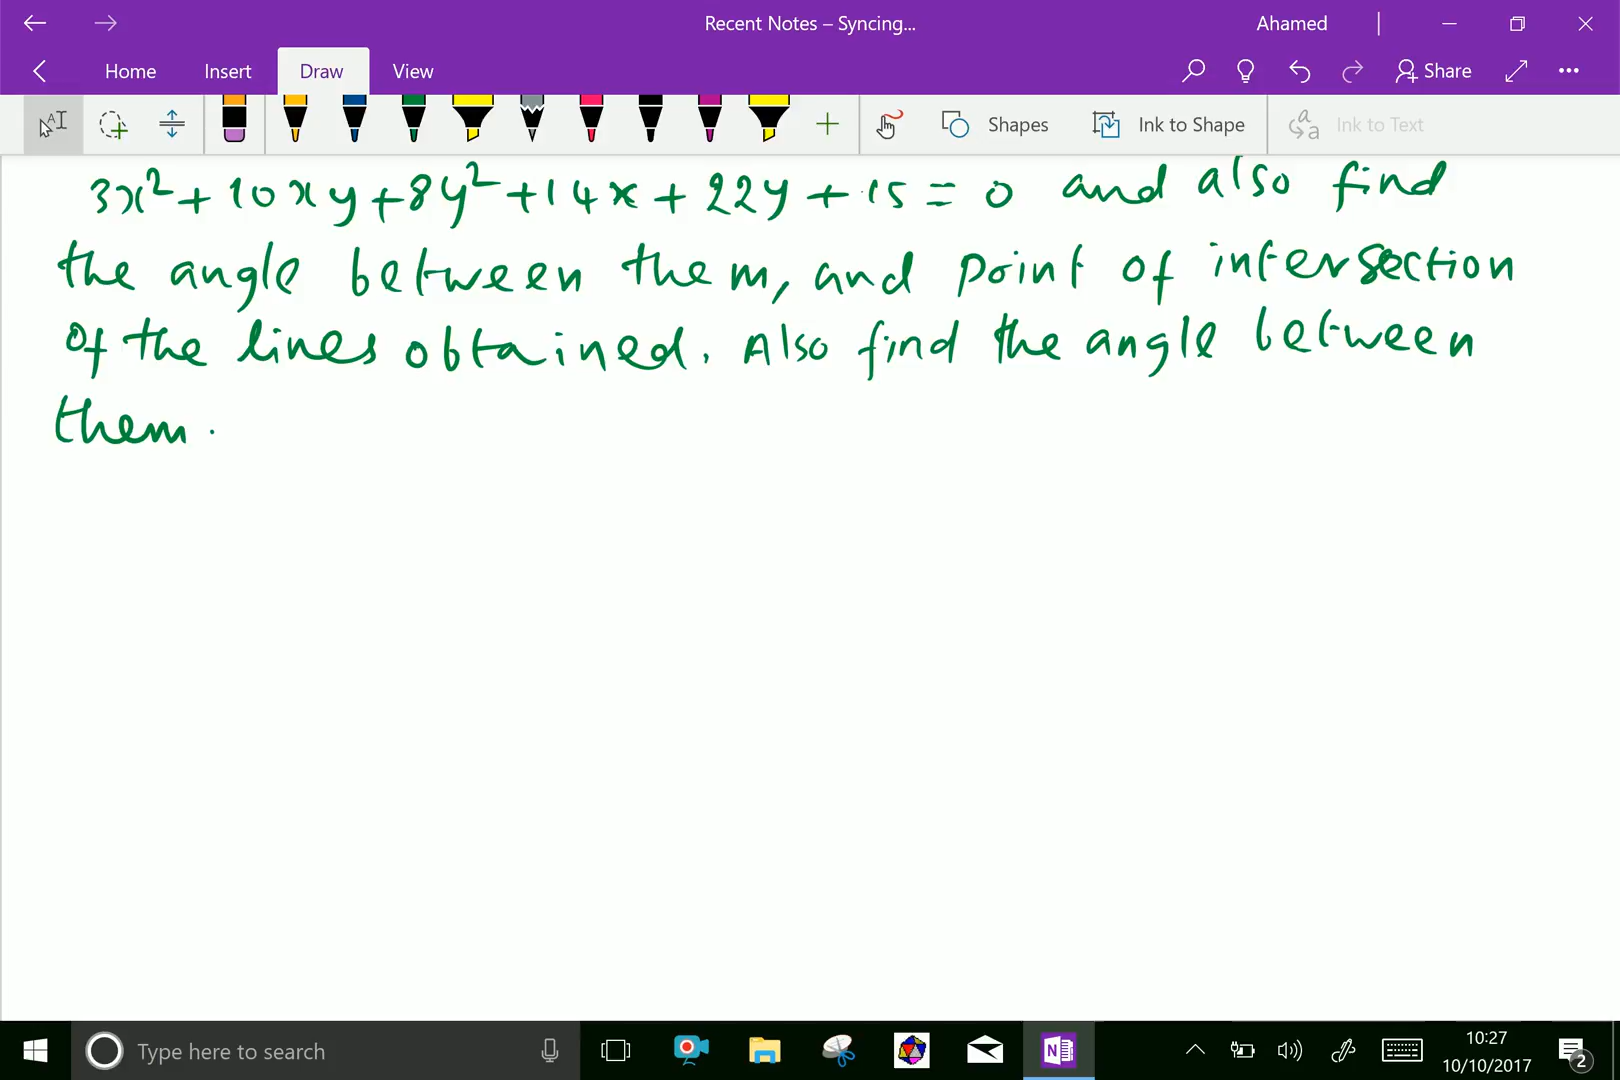 Recent Notes – Syncing...
Ahamed
Home Insert Draw View
Share
Shapes
Ink to Shape
Ink to Text
3x² + 10xy + 8y² + 14x + 22y + 15 = 0 and also find
the angle between them, and point of intersection
of the lines obtained. Also find the angle between
them.
Type here to search
10:27
10/10/2017
2